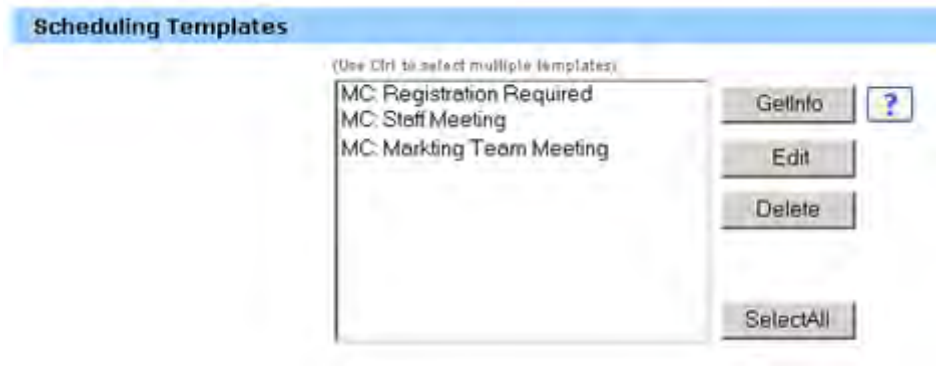 Scheduling Templates
(Use Ctrl to select multiple templates)
MC: Registration Required
MC: Staff Meeting
MC: Markting Team Meeting
GetInfo
?
Edit
Delete
SelectAll